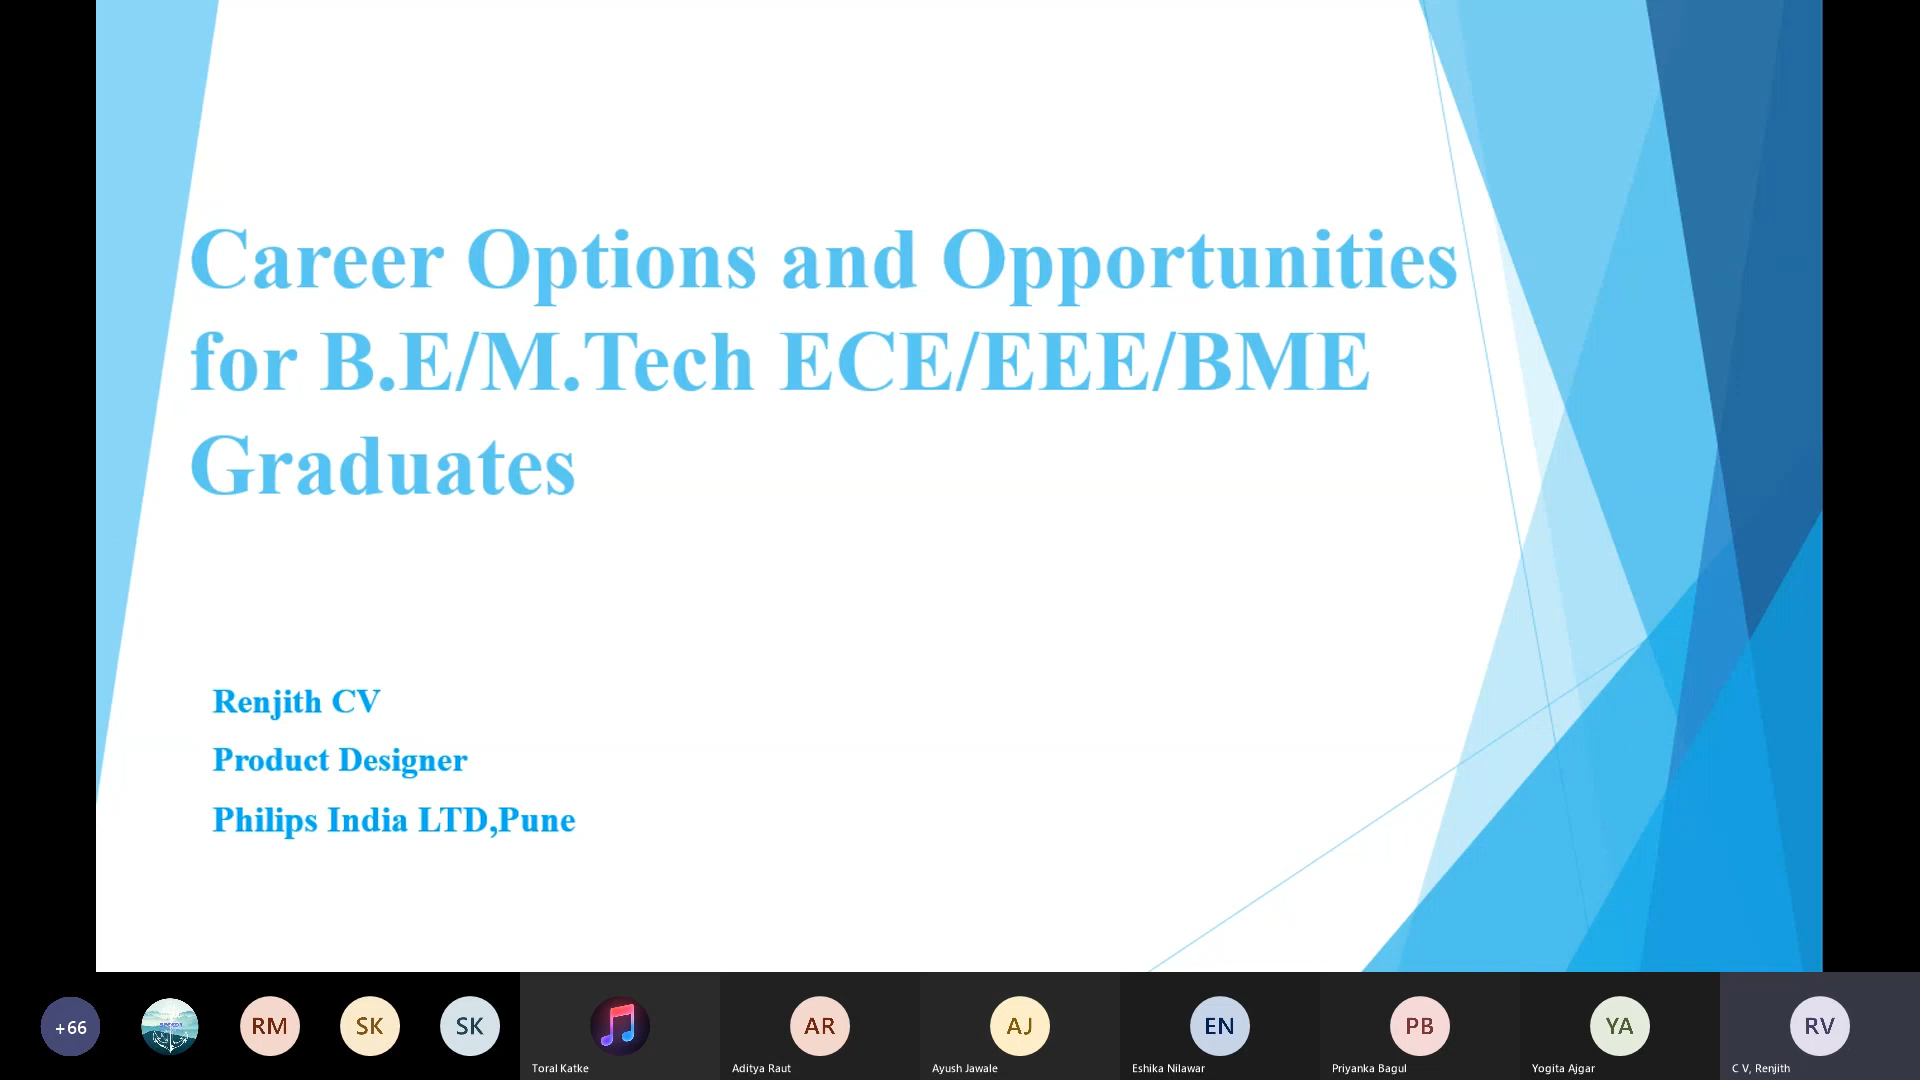 Career Options and Opportunities
for B.E/M.Tech ECE/EEE/BME
Graduates
Renjith CV
Product Designer
Philips India LTD,Pune
+66
RM
SK
SK
AR
AJ
EN
PB
YA
RV
Toral Katke
Aditya Raut
Ayush Jawale
Eshika Nilawar
Priyanka Bagul
Yogita Ajgar
C V, Renjith